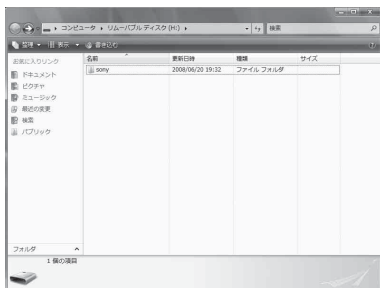 コンピュータ ▸ リムーバブル ディスク (H:) ▸ 検索
整理 ▾ 表示 ▾ 書き込む
お気に入りリンク
ドキュメント
ピクチャ
ミュージック
最近の変更
検索
パブリック
フォルダ
名前 更新日時 種類 サイズ
sony 2008/06/20 19:32 ファイル フォルダ
1 個の項目